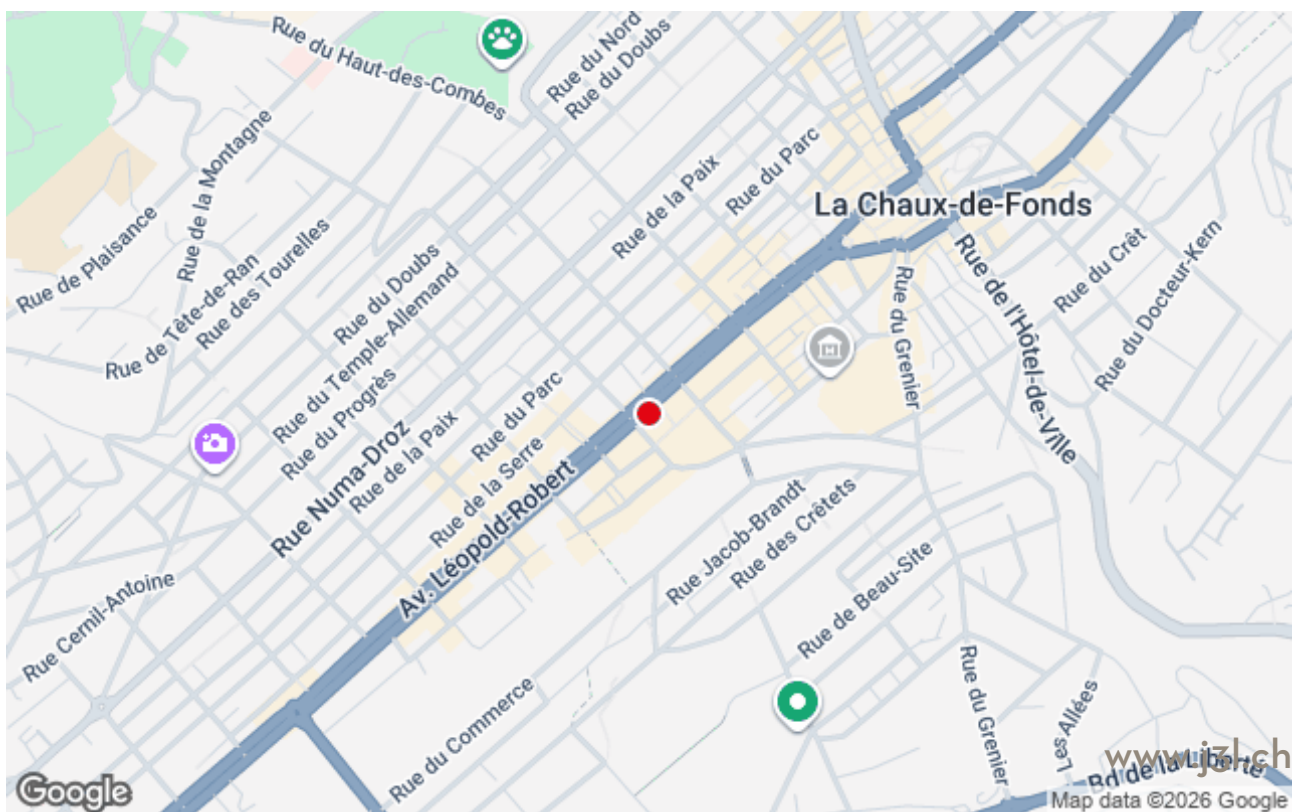 Rue du Haut-des-Combes
Rue du Nord
Rue du Doubs
Rue de la Montagne
Rue de la Paix
Rue du Parc
La Chaux-de-Fonds
Rue de Plaisance
Rue de Tête-de-Ran
Rue des Tourelles
Rue du Doubs
Rue du Temple-Allemand
Rue du Progrès
Rue Numa-Droz
Rue de la Paix
Rue du Parc
Rue de la Serre
Av. Léopold-Robert
Rue du Grenier
Rue de l'Hôtel-de-Ville
Rue du Crêt
Rue du Docteur-Kern
Rue Cernil-Antoine
Rue Jacob-Brandt
Rue des Crêtets
Rue de Beau-Site
Rue du Commerce
Rue du Grenier
Les Allées
www.j3l.ch
Bd de la Liberté
Google
Map data ©2026 Google